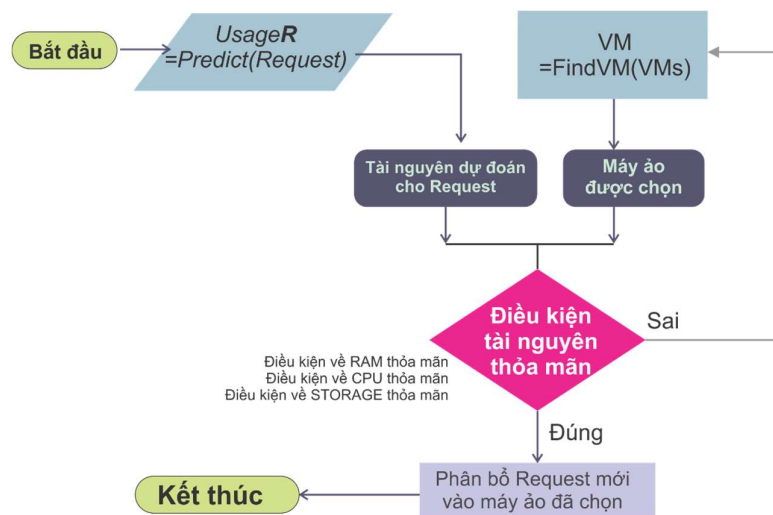 Bắt đầu
UsageR
=Predict(Request)
VM
=FindVM(VMs)
Tài nguyên dự đoán
cho Request
Máy ảo
được chọn
Điều kiện
tài nguyên
thỏa mãn
Sai
Điều kiện về RAM thỏa mãn
Điều kiện về CPU thỏa mãn
Điều kiện về STORAGE thỏa mãn
Đúng
Phân bổ Request mới
vào máy ảo đã chọn
Kết thúc